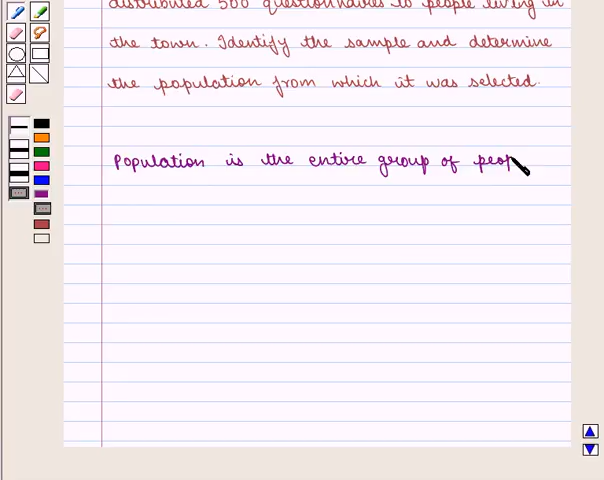 distributed 500 questionnaires to people living in
the town. Identify the sample and determine
the population from which it was selected.
Population is the entire group of peop